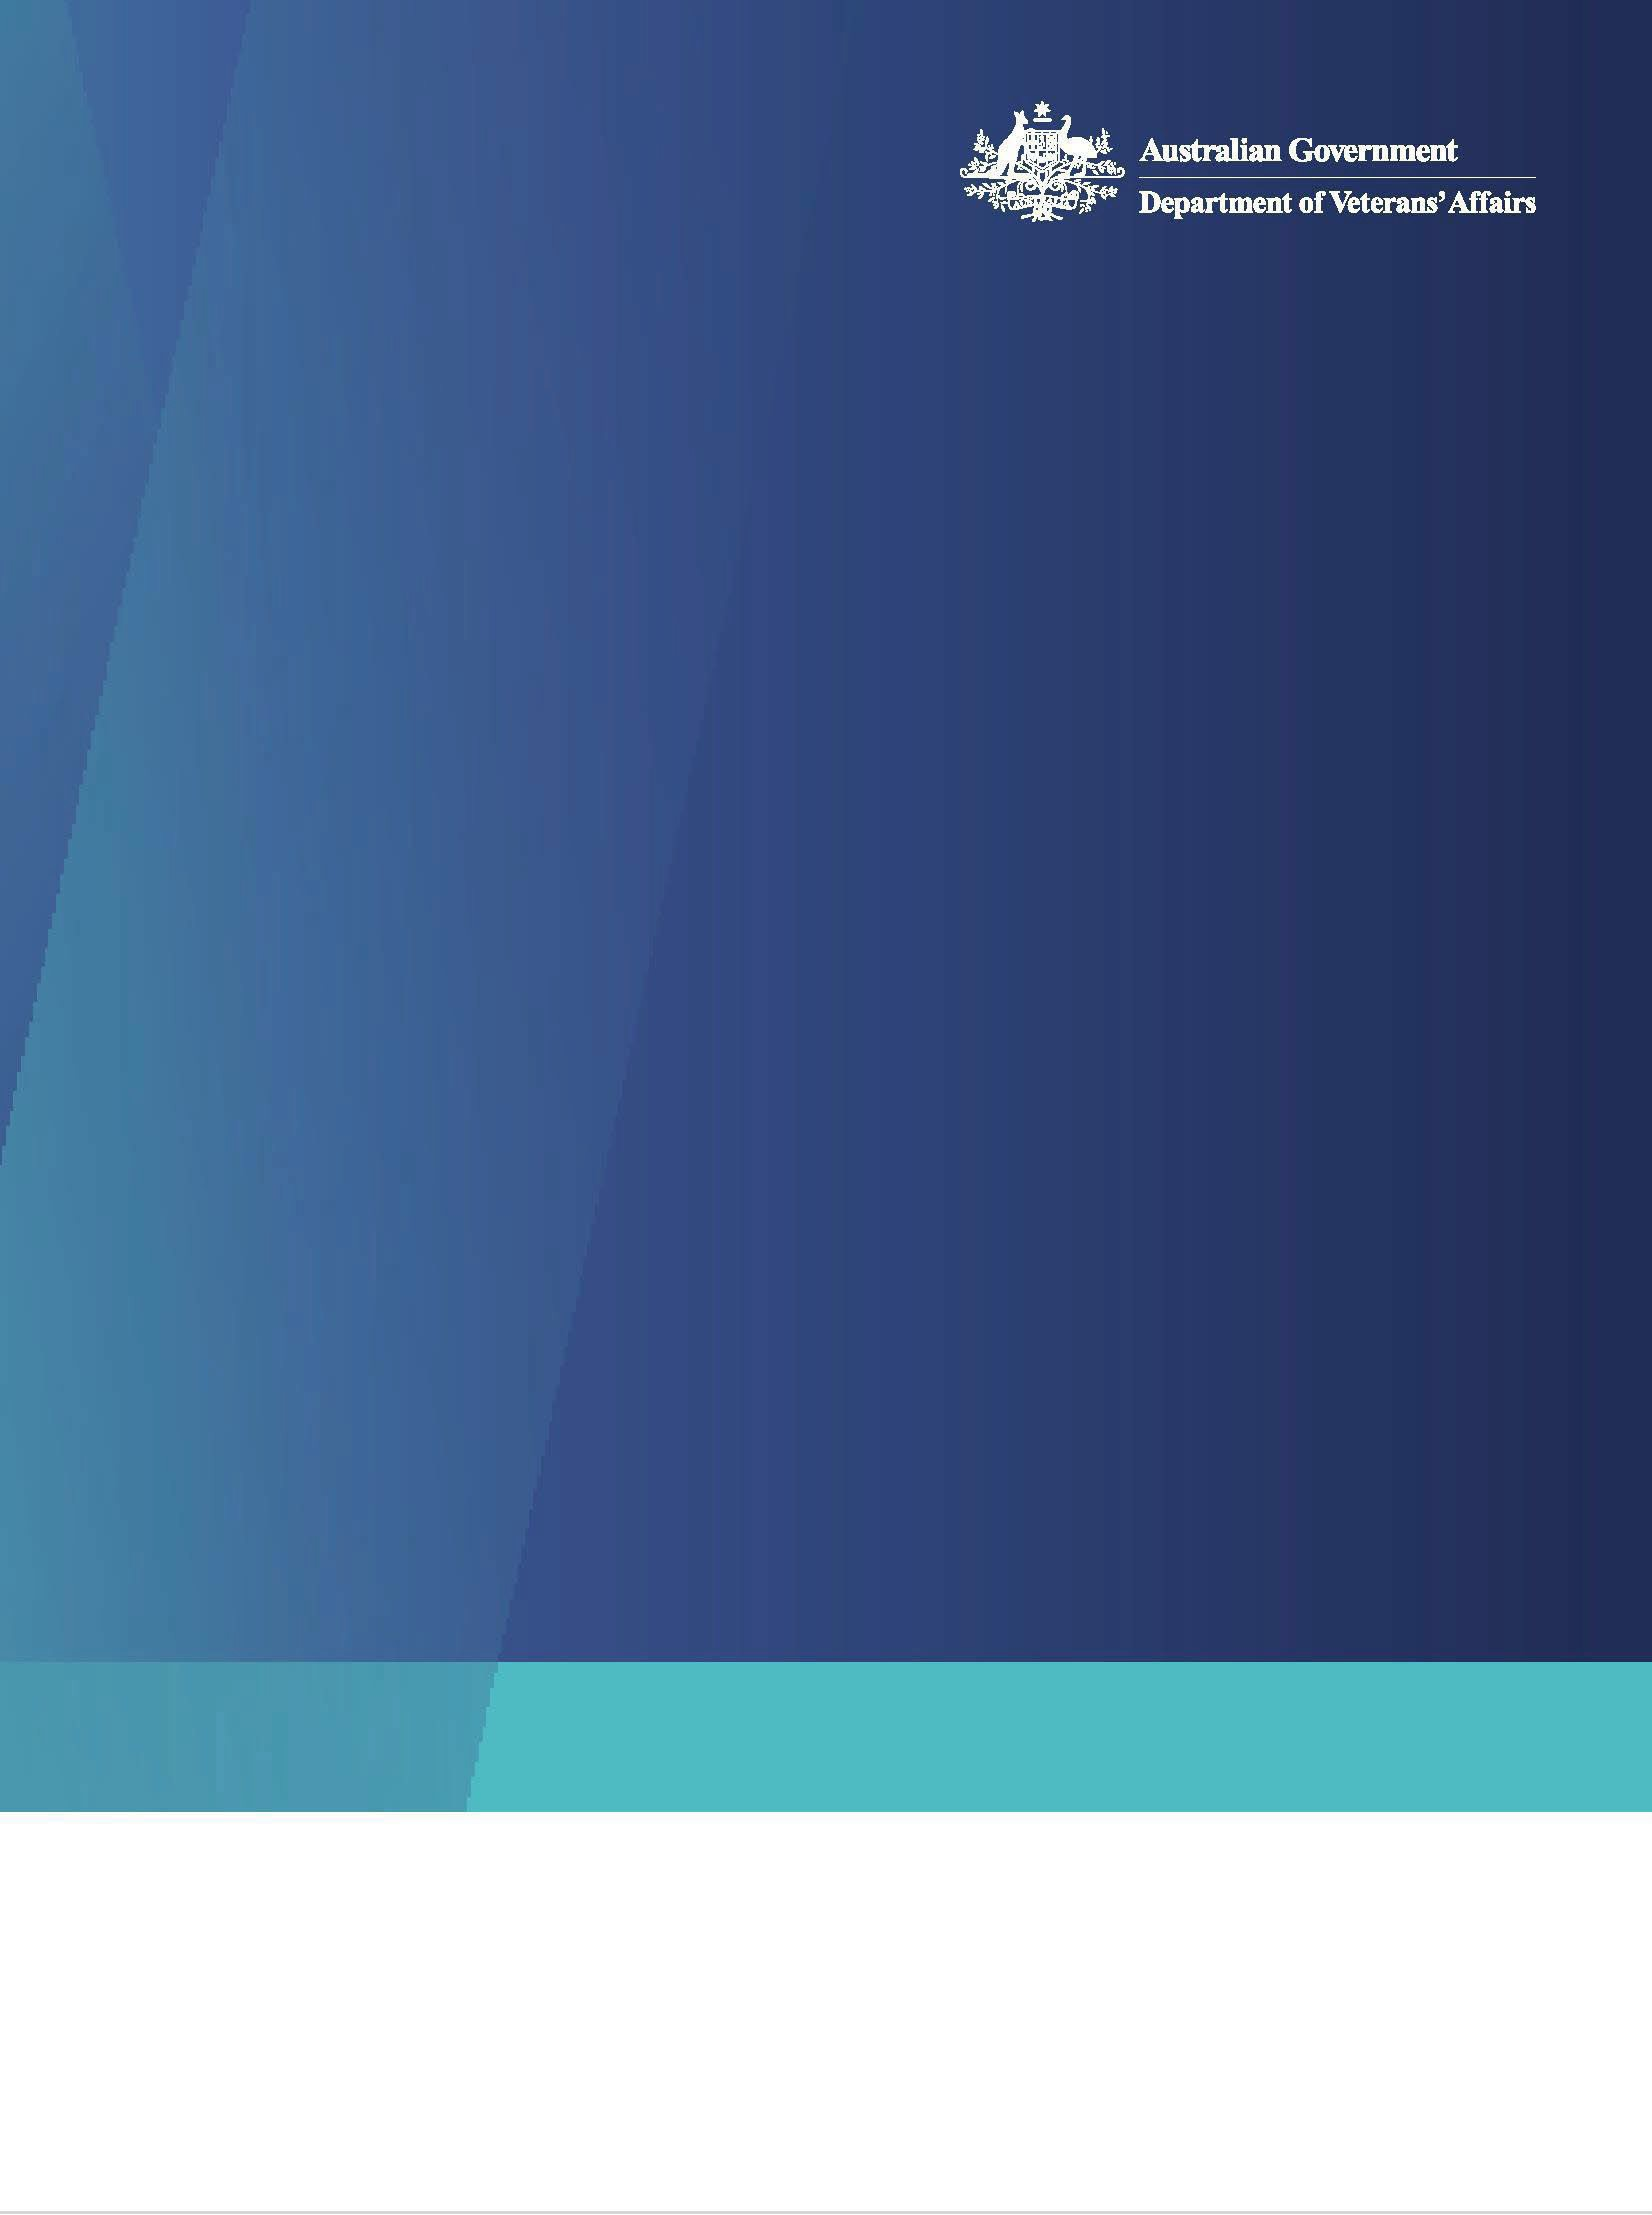 Australian Government
Department of Veterans' Affairs